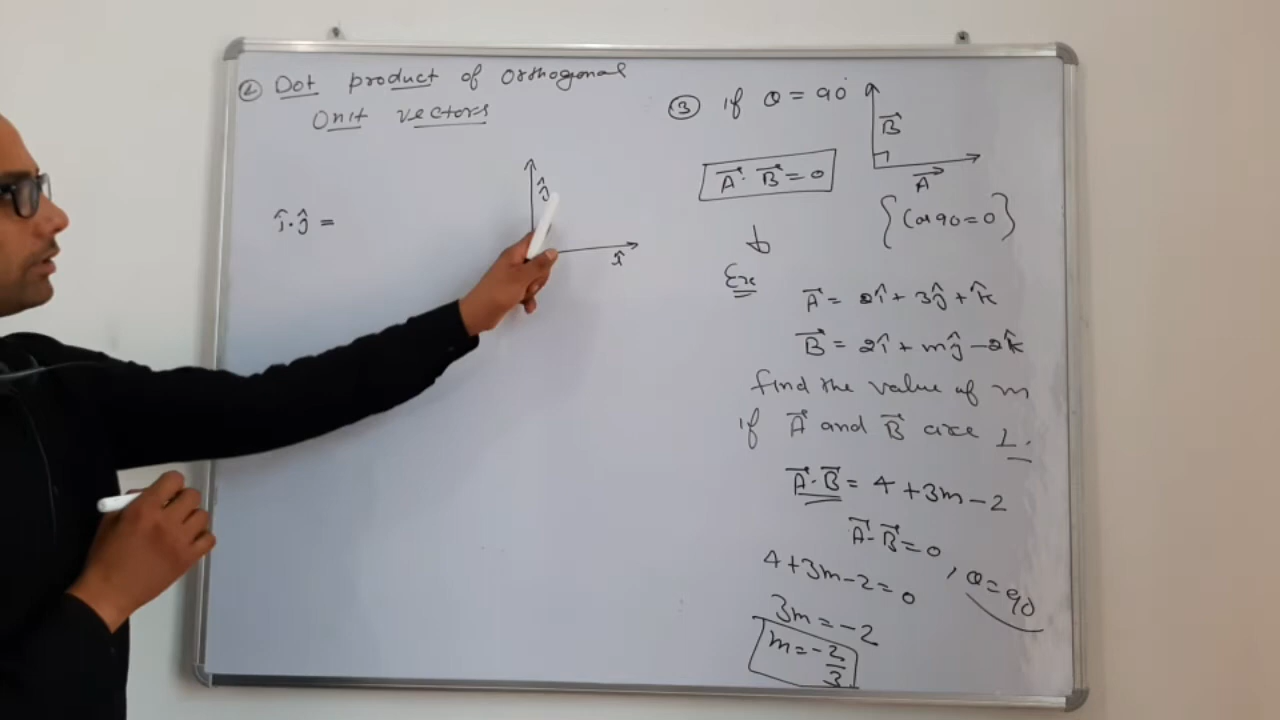 ② Dot product of orthogonal
Unit vectors
î·ĵ =
ĵ
î
③ if θ = 90°
B⃗
A⃗
A⃗·B⃗ = 0
{Cos 90 = 0}
Ex
A⃗ = 2î + 3ĵ + k̂
B⃗ = 2î + mĵ - 2k̂
find the value of m
if A⃗ and B⃗ are ⊥.
A⃗·B⃗ = 4 + 3m - 2
A⃗·B⃗ = 0, θ = 90
4 + 3m - 2 = 0
3m = -2
m = -2/3